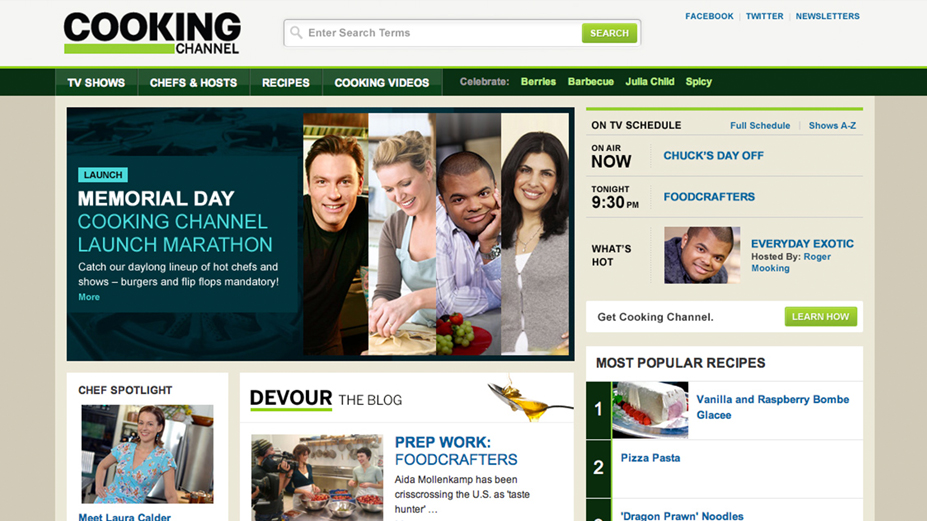 COOKING
CHANNEL
Enter Search Terms
SEARCH
FACEBOOK | TWITTER | NEWSLETTERS
TV SHOWS
CHEFS & HOSTS
RECIPES
COOKING VIDEOS
Celebrate: Berries Barbecue Julia Child Spicy
LAUNCH
MEMORIAL DAY
COOKING CHANNEL
LAUNCH MARATHON
Catch our daylong lineup of hot chefs and
shows – burgers and flip flops mandatory!
More
ON TV SCHEDULE
Full Schedule | Shows A-Z
ON AIR
NOW
CHUCK'S DAY OFF
TONIGHT
9:30 PM
FOODCRAFTERS
WHAT'S
HOT
EVERYDAY EXOTIC
Hosted By: Roger
Mooking
Get Cooking Channel.
LEARN HOW
CHEF SPOTLIGHT
Meet Laura Calder
DEVOUR THE BLOG
PREP WORK:
FOODCRAFTERS
Aida Mollenkamp has been
crisscrossing the U.S. as 'taste
hunter' ...
MOST POPULAR RECIPES
1
Vanilla and Raspberry Bombe
Glacee
2
Pizza Pasta
'Dragon Prawn' Noodles